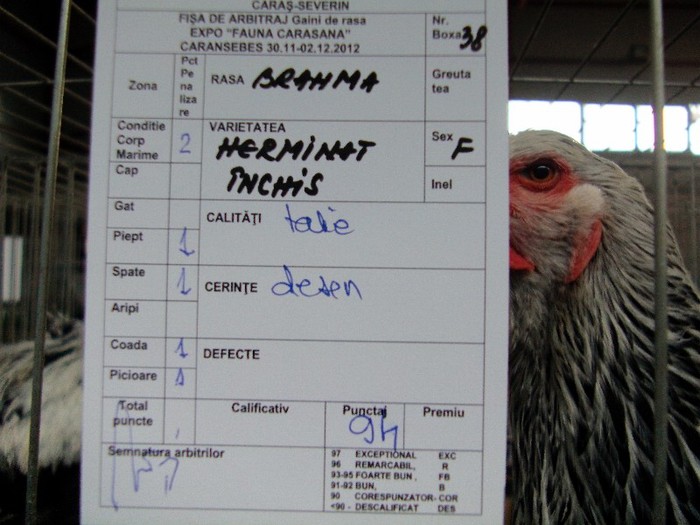 CARAŞ-SEVERIN
FIŞA DE ARBITRAJ Gaini de rasa
EXPO "FAUNA CARASANA"
CARANSEBES 30.11-02.12.2012
Nr.
Boxa 38
Zona
Pct
Pe
na
liza
re
RASA BRAHMA
Greuta
tea
Conditie
Corp
Marime
2
VARIETATEA
HERMINAT
ÎNCHIS
Sex F
Cap
Inel
Gat
CALITĂŢI talie
Piept 1
Spate 1
CERINŢE desen
Aripi
Coada 1
DEFECTE
Picioare 1
Total
puncte
Calificativ
Punctaj
94
Premiu
Semnatura arbitrilor
97 EXCEPTIONAL EXC
96 REMARCABIL, R
93-95 FOARTE BUN, FB
91-92 BUN, B
90 CORESPUNZATOR- COR
<90 - DESCALIFICAT DES